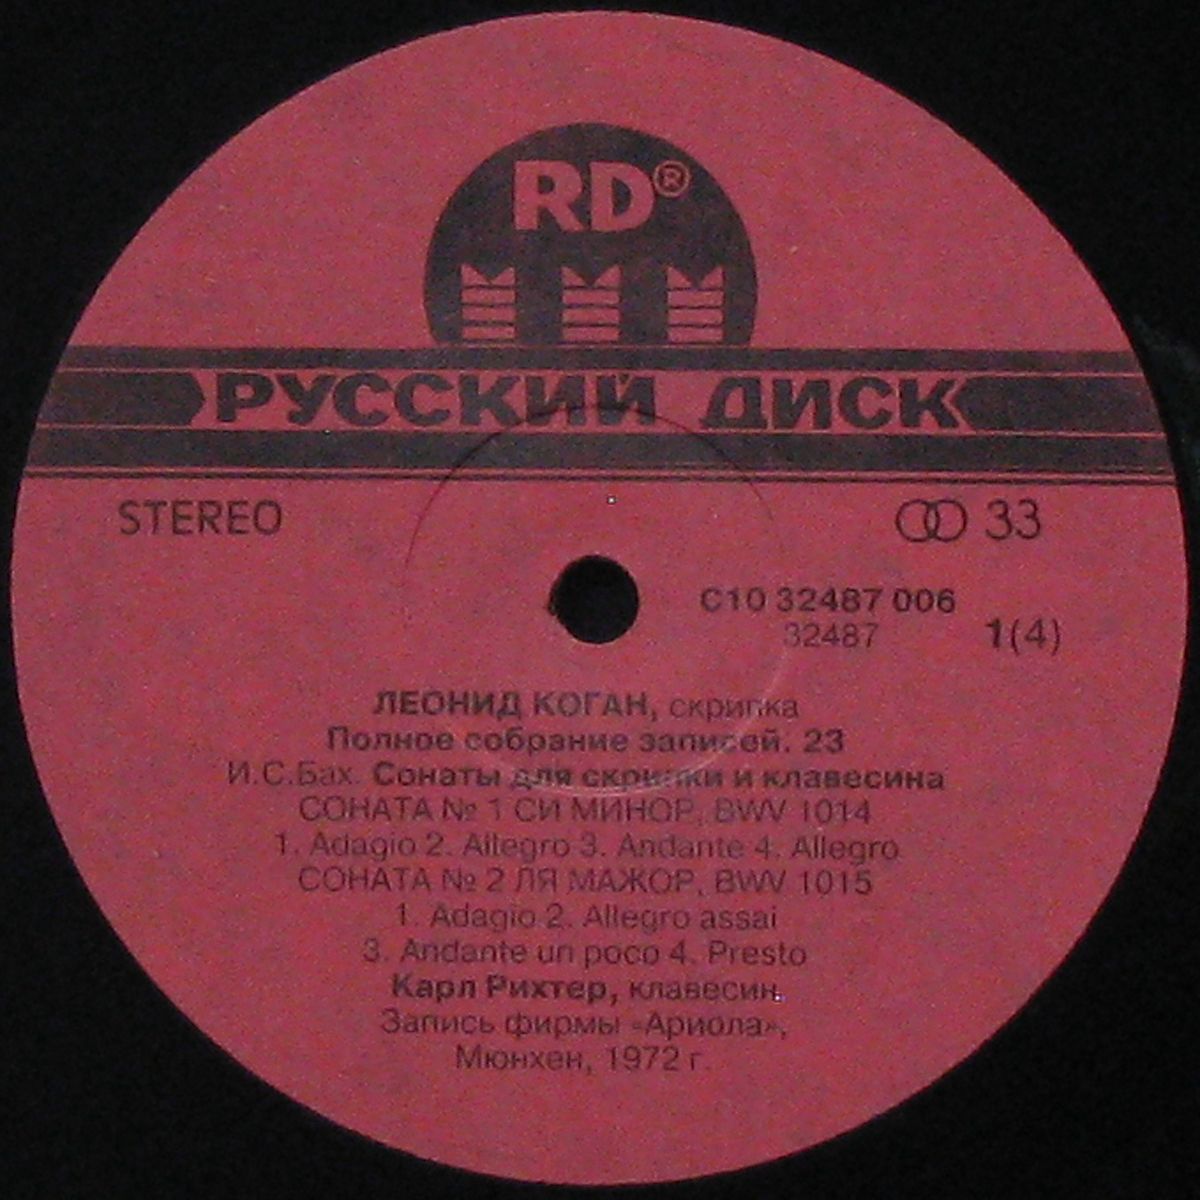 RD®
РУССКИЙ ДИСК
STEREO
33
С10 32487 006
32487
1(4)
ЛЕОНИД КОГАН, скрипка
Полное собрание записей. 23
И.С.Бах. Сонаты для скрипки и клавесина
СОНАТА № 1 СИ МИНОР, BWV 1014
1. Adagio 2. Allegro 3. Andante 4. Allegro
СОНАТА № 2 ЛЯ МАЖОР, BWV 1015
1. Adagio 2. Allegro assai
3. Andante un poco 4. Presto
Карл Рихтер, клавесин.
Запись фирмы «Ариола»,
Мюнхен, 1972 г.